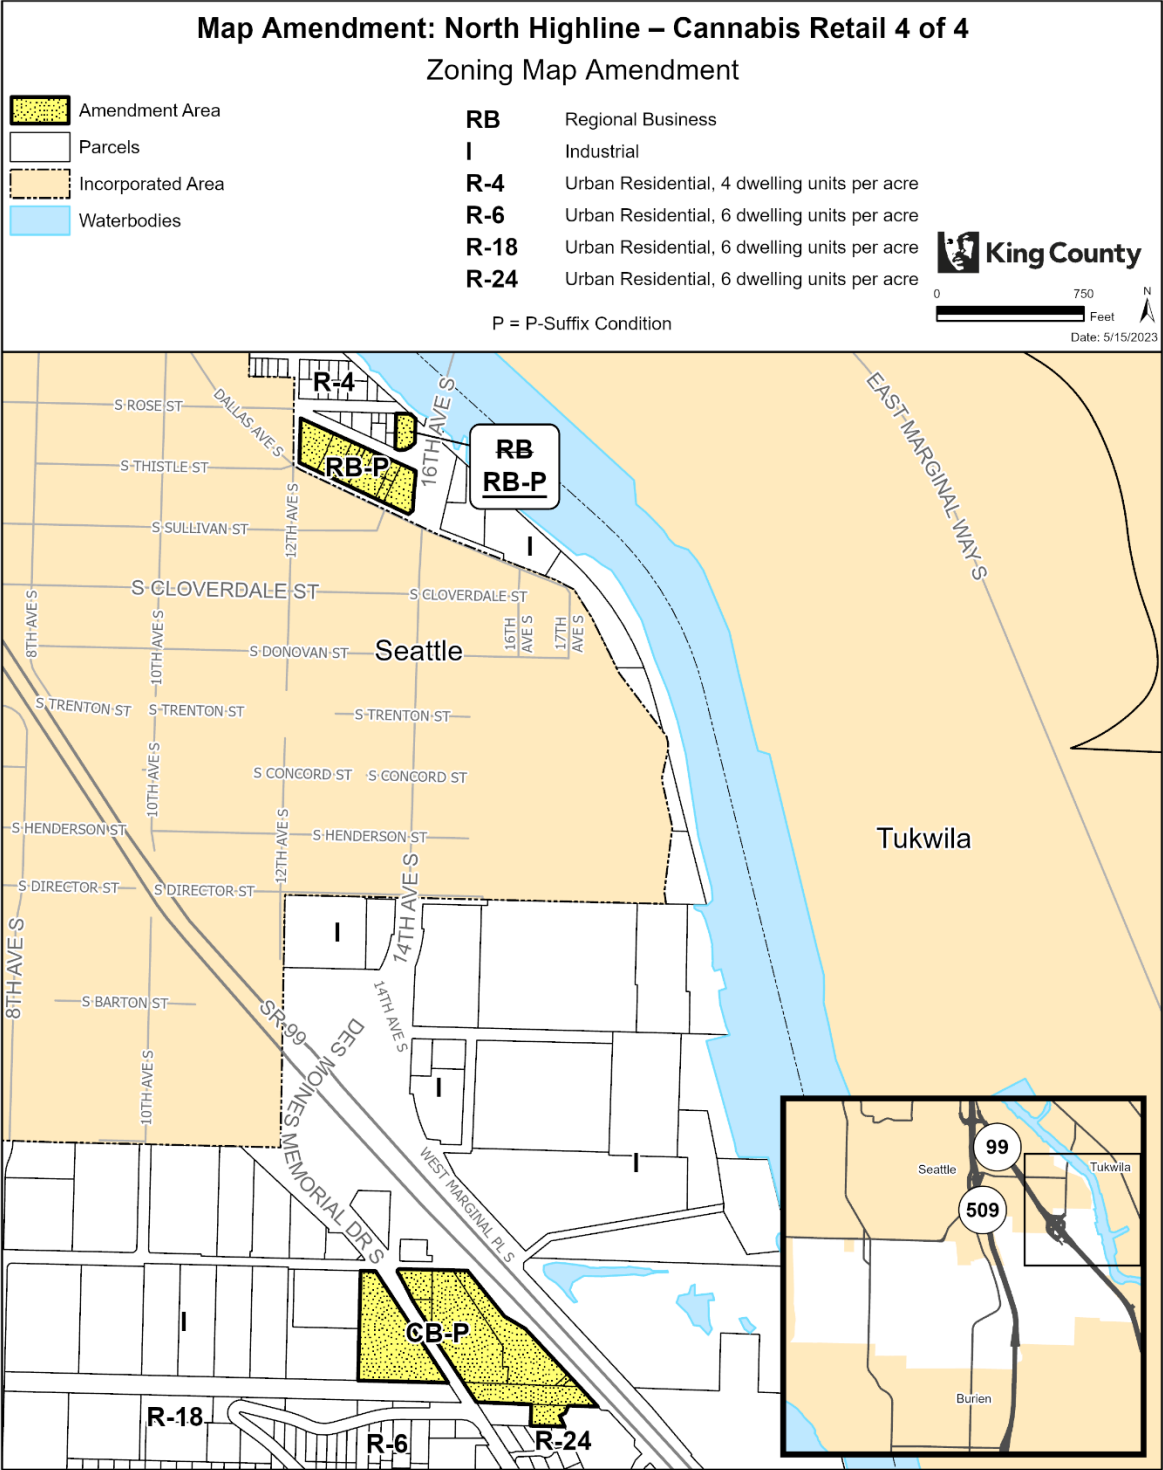 Map Amendment: North Highline – Cannabis Retail 4 of 4
Zoning Map Amendment
Amendment Area
Parcels
Incorporated Area
Waterbodies
RB Regional Business
I Industrial
R-4 Urban Residential, 4 dwelling units per acre
R-6 Urban Residential, 6 dwelling units per acre
R-18 Urban Residential, 6 dwelling units per acre
R-24 Urban Residential, 6 dwelling units per acre
P = P-Suffix Condition
King County
0 750
Feet
N
Date: 5/15/2023
R-4
S ROSE ST
DALLAS AVE S
16TH AVE S
EAST MARGINAL WAY S
RB
RB-P
RB-P
S THISTLE ST
12TH AVE S
S SULLIVAN ST
I
S CLOVERDALE ST
S CLOVERDALE ST
8TH AVE S
10TH AVE S
16TH
AVE S
17TH
AVE S
S DONOVAN ST
Seattle
S TRENTON ST
S TRENTON ST
S TRENTON ST
10TH AVE S
S CONCORD ST
S CONCORD ST
12TH AVE S
S HENDERSON ST
S HENDERSON ST
Tukwila
S DIRECTOR ST
S DIRECTOR ST
14TH AVE S
8TH AVE S
I
S BARTON ST
SR-99
14TH AVE S
DES MOINES MEMORIAL DR S
10TH AVE S
I
WEST MARGINAL PL S
I
I
CB-P
R-18
R-6
R-24
99
Seattle
Tukwila
509
Burien